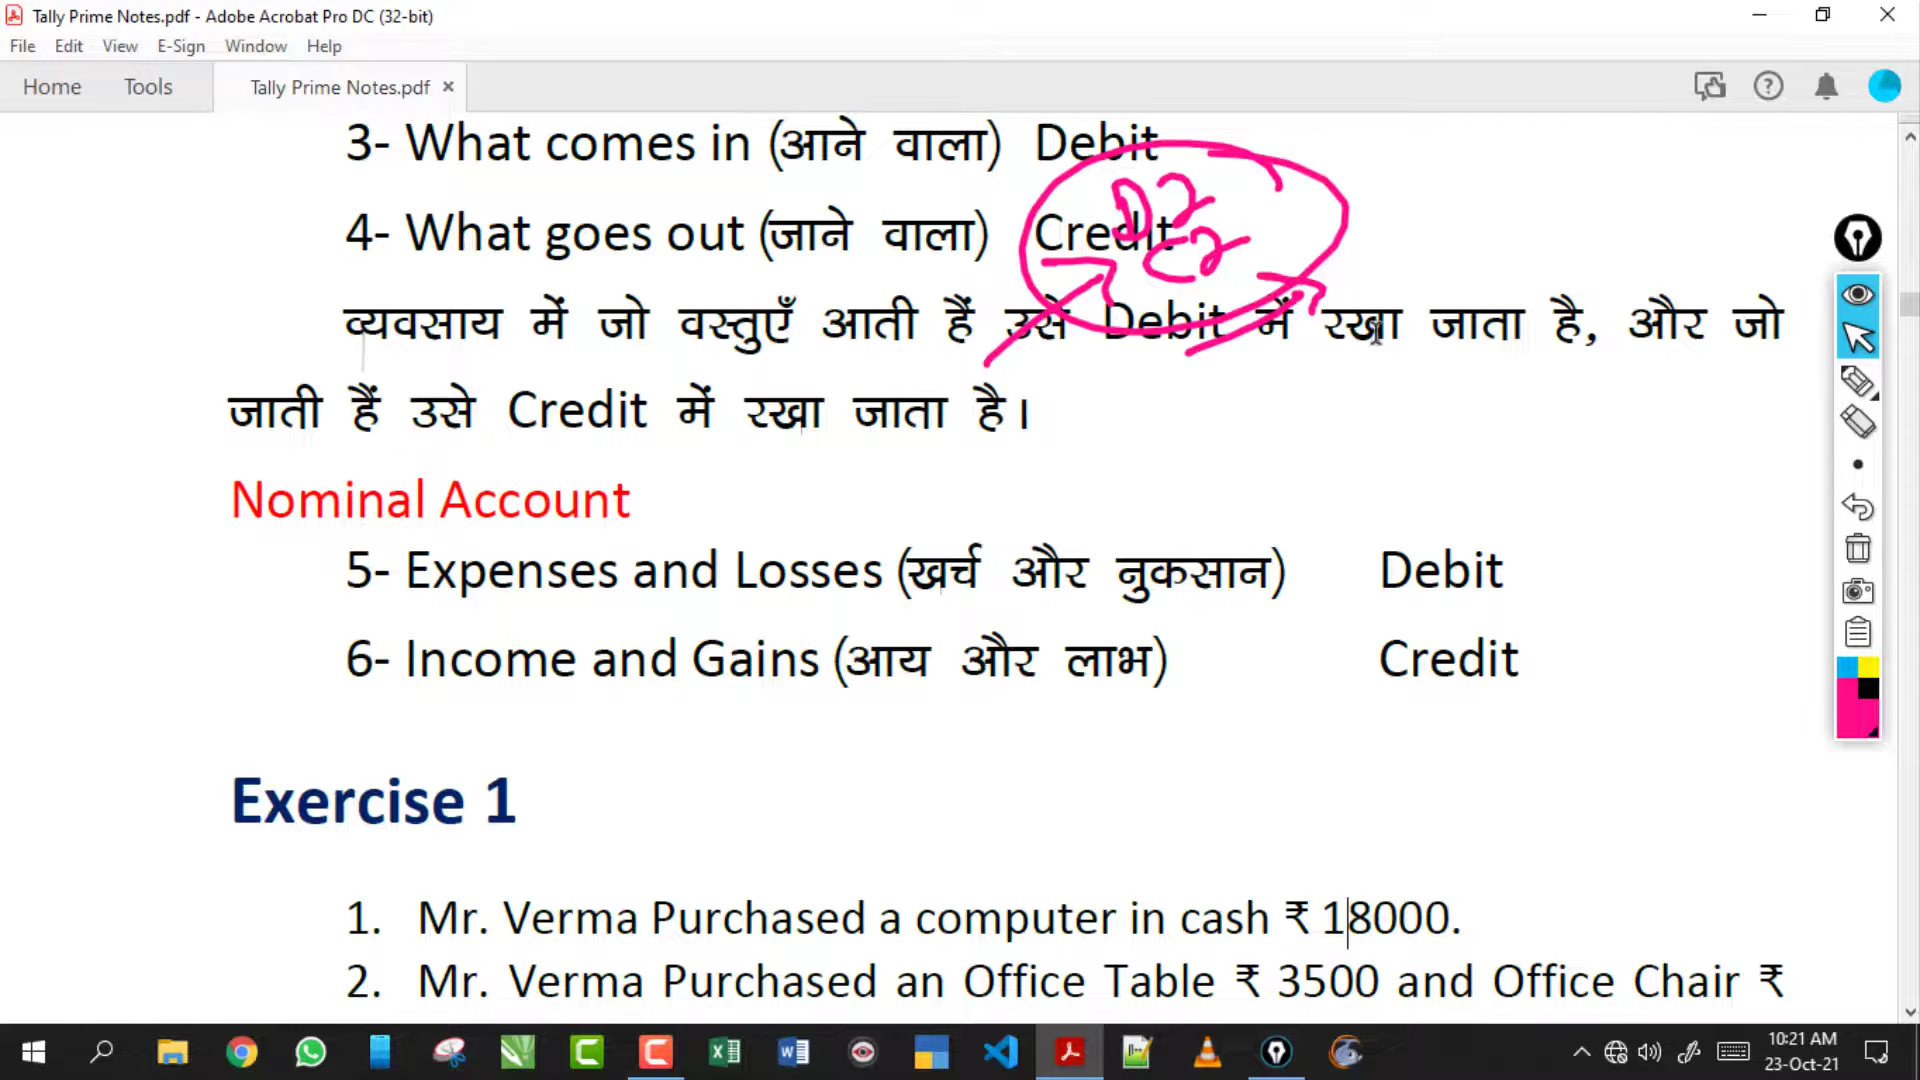 Tally Prime Notes.pdf - Adobe Acrobat Pro DC (32-bit)
File Edit View E-Sign Window Help
Home Tools Tally Prime Notes.pdf
3- What comes in (आने वाला) Debit
D2
4- What goes out (जाने वाला) Credit
C2
व्यवसाय में जो वस्तुएँ आती हैं उसे Debit में रखा जाता है, और जो
जाती हैं उसे Credit में रखा जाता है।
Nominal Account
5- Expenses and Losses (खर्च और नुकसान) Debit
6- Income and Gains (आय और लाभ) Credit
Exercise 1
1. Mr. Verma Purchased a computer in cash ₹ 18000.
2. Mr. Verma Purchased an Office Table ₹ 3500 and Office Chair ₹
10:21 AM
23-Oct-21